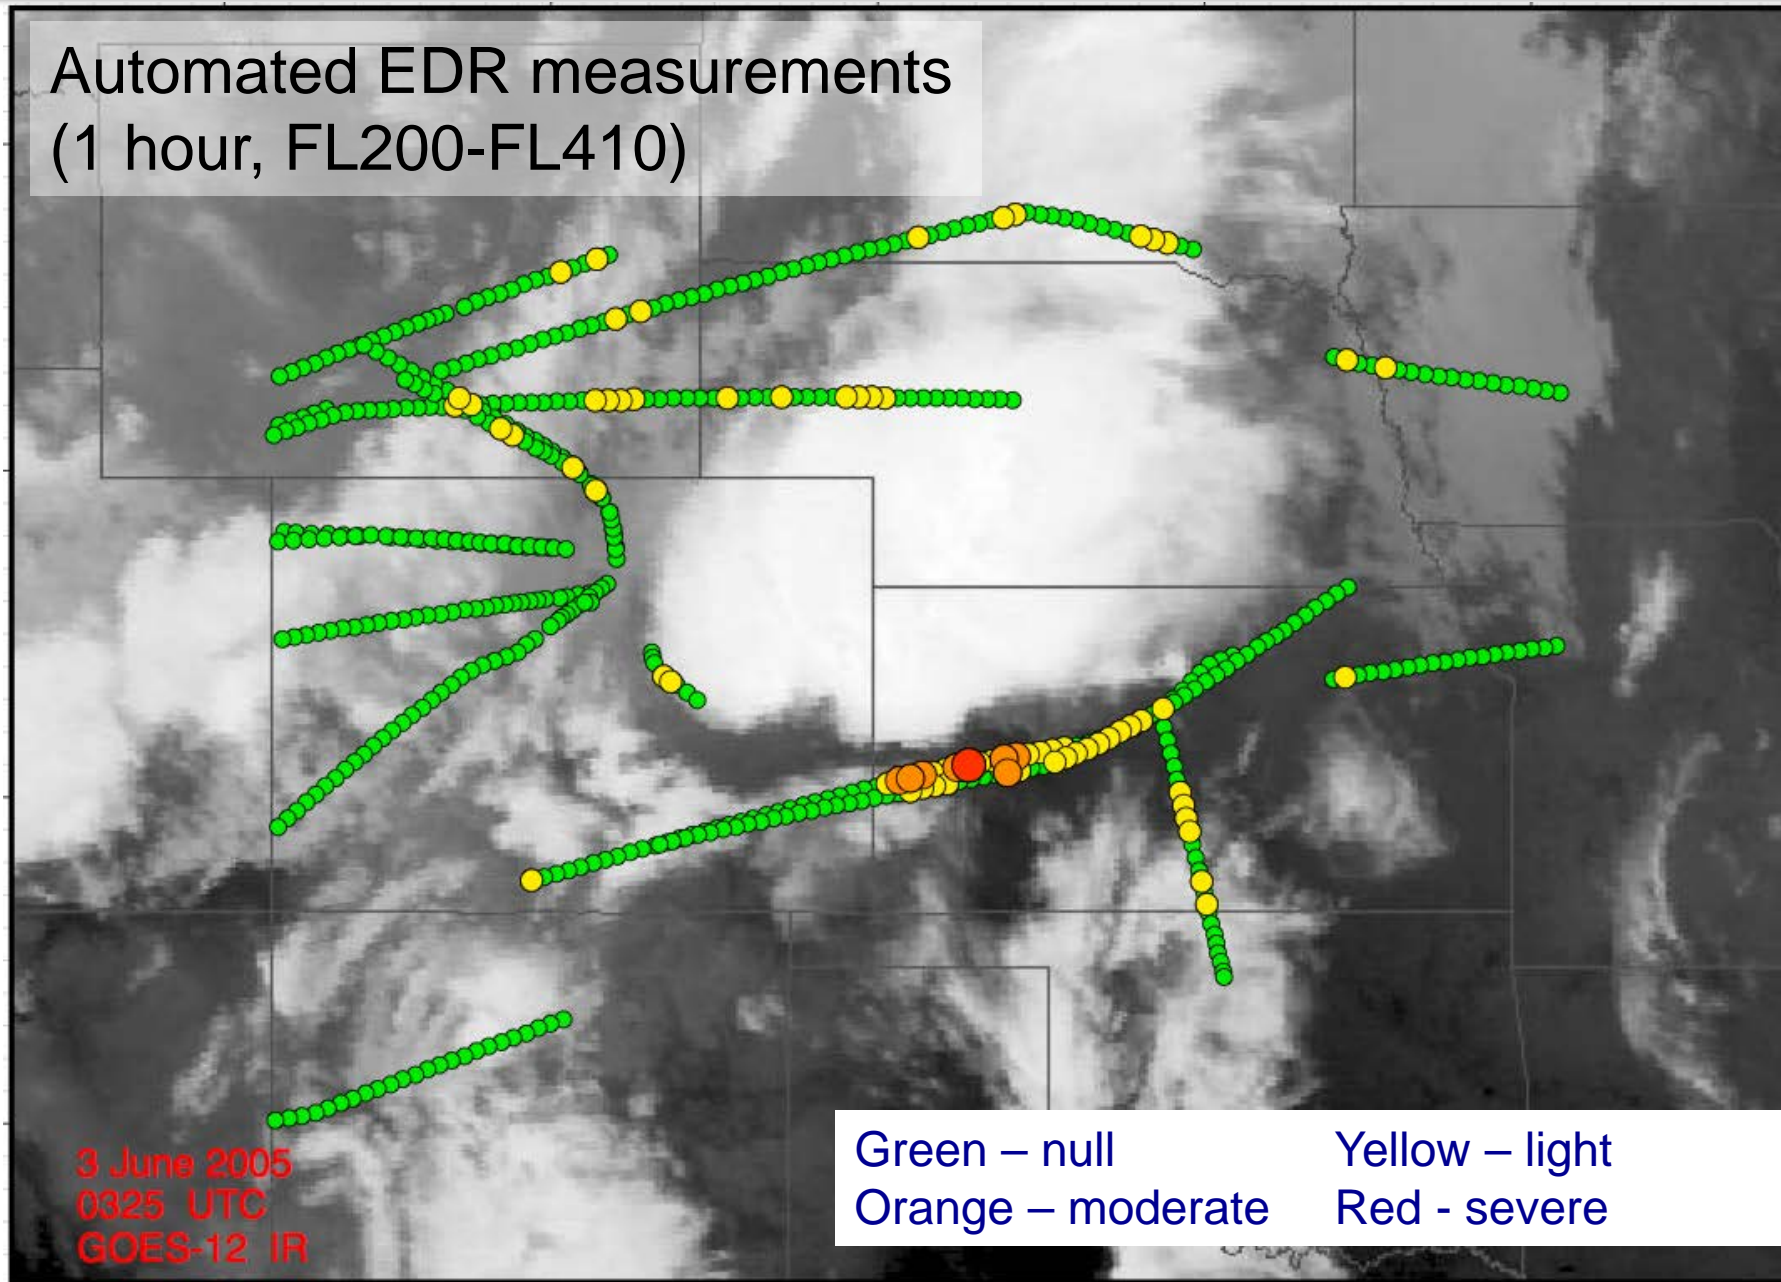 Automated EDR measurements
(1 hour, FL200-FL410)
3 June 2005
0325 UTC
GOES-12 IR
Green – null Yellow – light
Orange – moderate Red - severe